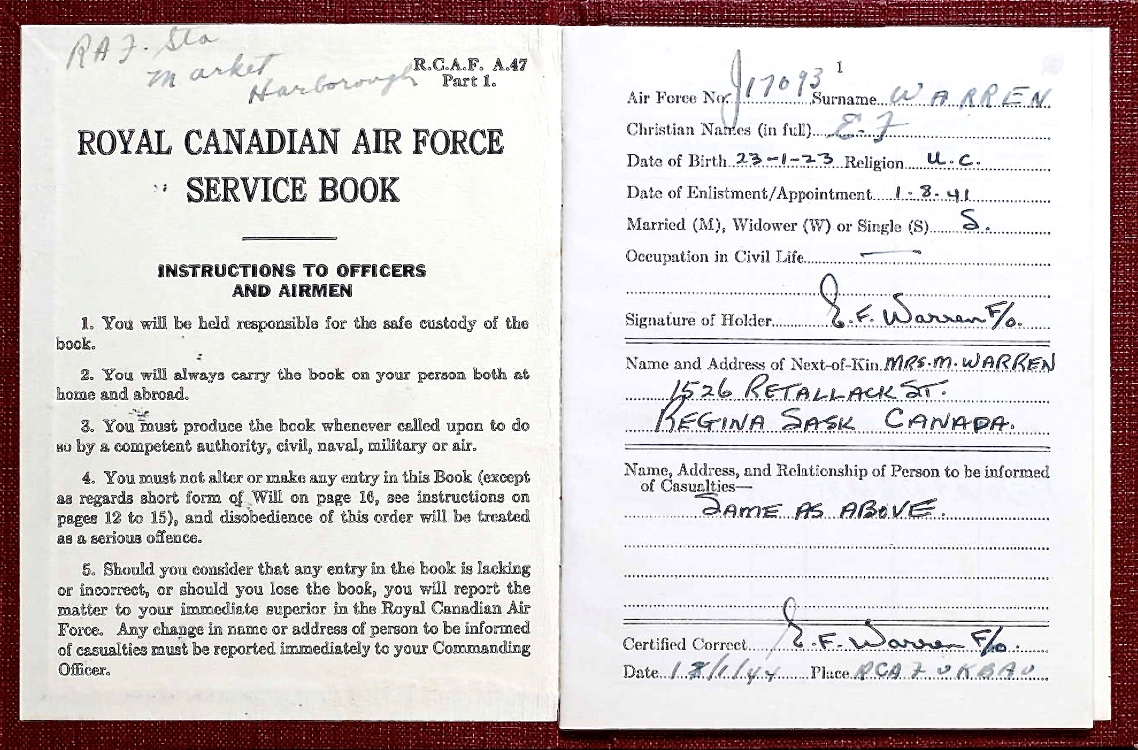 RAF. Sta
Market
Harborough
R.C.A.F. A.47
Part 1.
ROYAL CANADIAN AIR FORCE
SERVICE BOOK
INSTRUCTIONS TO OFFICERS
AND AIRMEN
1. You will be held responsible for the safe custody of the
book.
2. You will always carry the book on your person both at
home and abroad.
3. You must produce the book whenever called upon to do
so by a competent authority, civil, naval, military or air.
4. You must not alter or make any entry in this Book (except
as regards short form of Will on page 16, see instructions on
pages 12 to 15), and disobedience of this order will be treated
as a serious offence.
5. Should you consider that any entry in the book is lacking
or incorrect, or should you lose the book, you will report the
matter to your immediate superior in the Royal Canadian Air
Force. Any change in name or address of person to be informed
of casualties must be reported immediately to your Commanding
Officer.
1
Air Force No. J17093 Surname WARREN
Christian Names (in full) E.F
Date of Birth 23-1-23 Religion U.C.
Date of Enlistment/Appointment 1-8-41
Married (M), Widower (W) or Single (S) S.
Occupation in Civil Life —
Signature of Holder E.F. Warren F/o.
Name and Address of Next-of-Kin MRS. M. WARREN
1526 RETALLACK ST.
REGINA SASK CANADA.
Name, Address, and Relationship of Person to be informed
of Casualties—
SAME AS ABOVE.
Certified Correct E.F. Warren F/o.
Date 18/1/44 Place RCAF UK